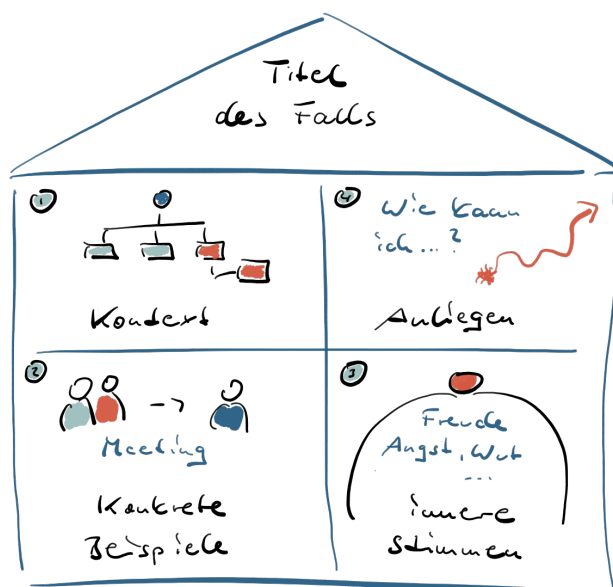 Titel
des Falls
1
Kontext
4
Wie kann
ich...?
Anliegen
2
Meeting
Konkrete
Beispiele
3
Freude
Angst, Wut
...
innere
Stimmen